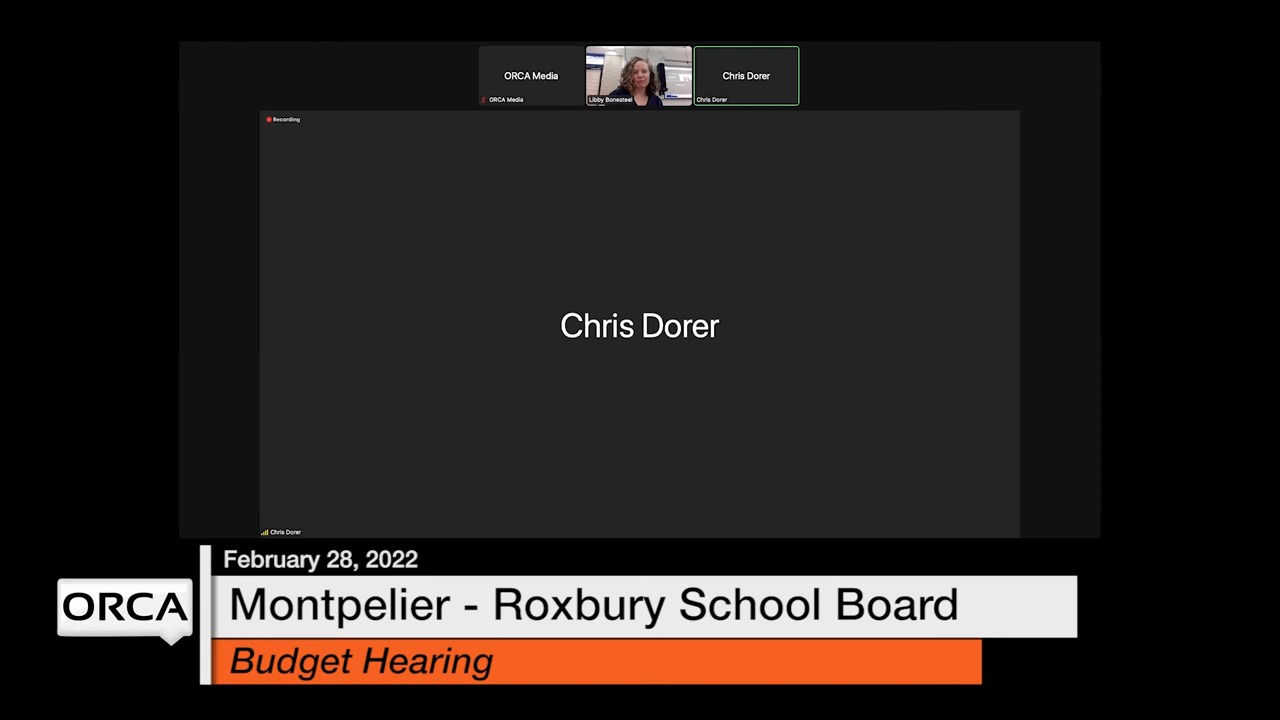 ORCA Media
Chris Dorer
ORCA Media
Libby Bonesteel
Chris Dorer
Recording
Chris Dorer
Chris Dorer
February 28, 2022
ORCA
Montpelier - Roxbury School Board
Budget Hearing